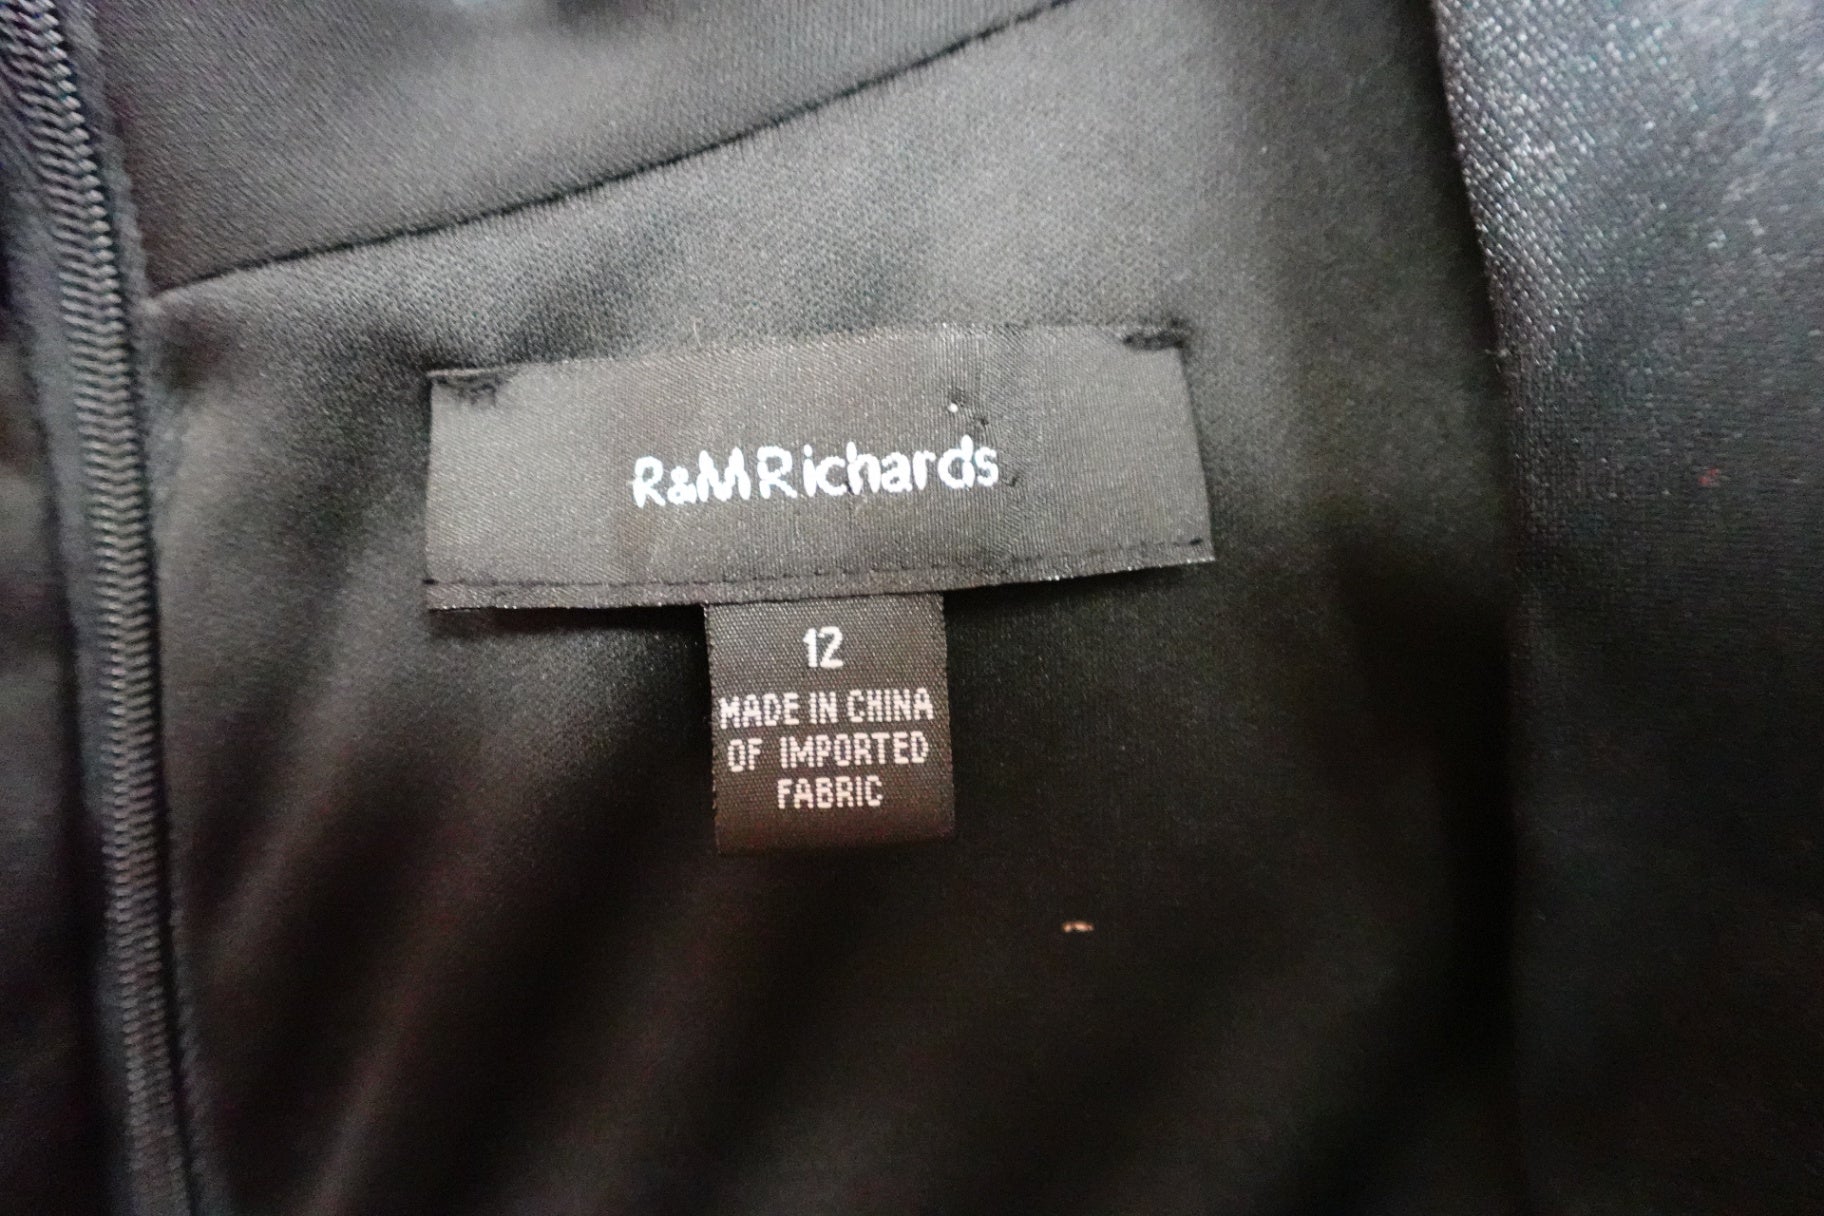 R&M Richards
12
MADE IN CHINA
OF IMPORTED
FABRIC